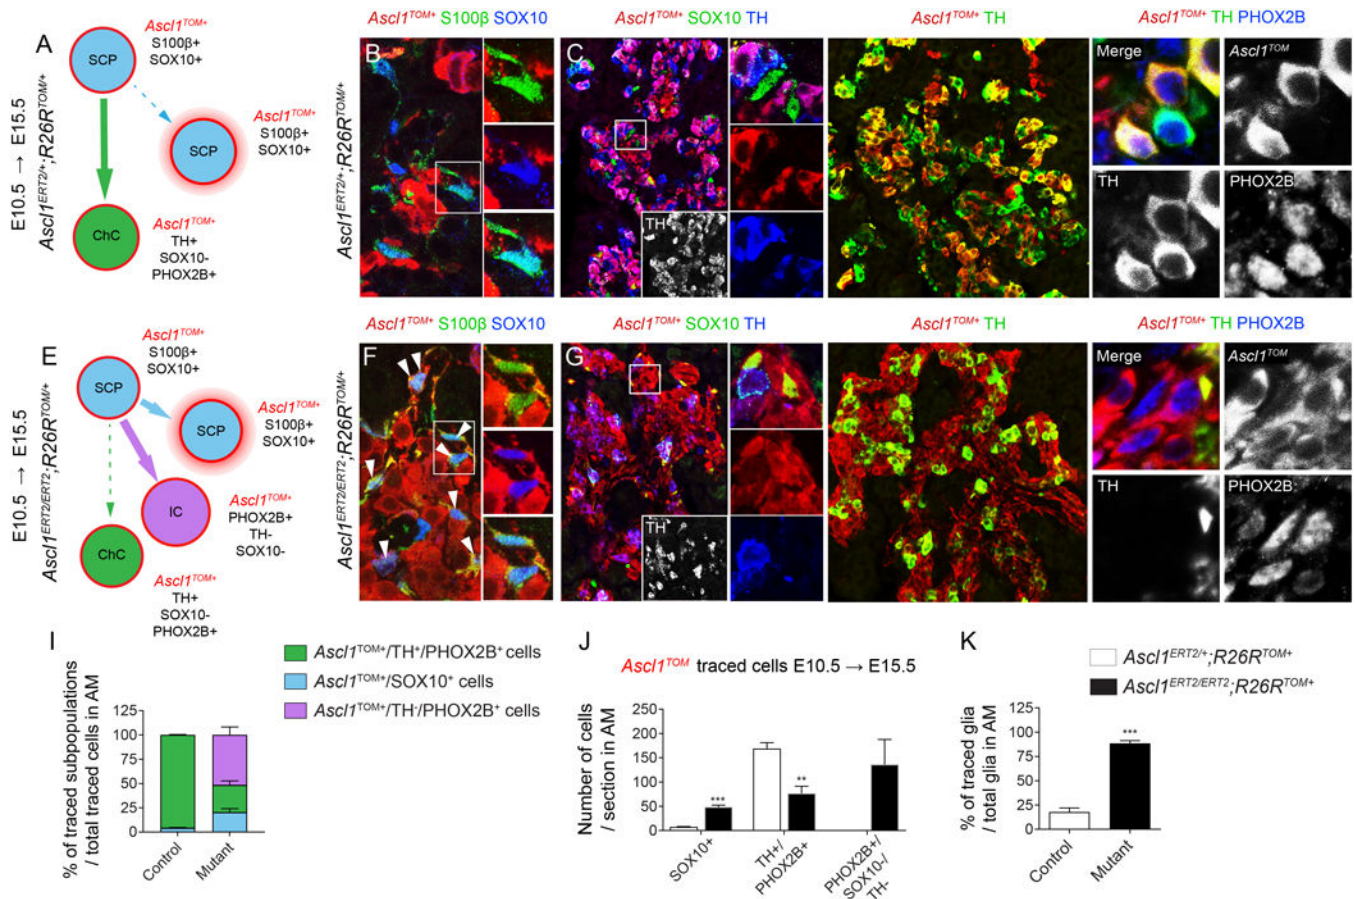 Ascl1TOM+ S100β SOX10
Ascl1TOM+ SOX10 TH
Ascl1TOM+ TH
Ascl1TOM+ TH PHOX2B
A
E10.5 → E15.5
Ascl1ERT2/+;R26RTOM/+
SCP
Ascl1TOM+
S100β+
SOX10+
SCP
Ascl1TOM+
S100β+
SOX10+
ChC
Ascl1TOM+
TH+
SOX10-
PHOX2B+
Ascl1ERT2/+;R26RTOM/+
B
C
TH
Merge
Ascl1TOM
TH
PHOX2B
Ascl1TOM+ S100β SOX10
Ascl1TOM+ SOX10 TH
Ascl1TOM+ TH
Ascl1TOM+ TH PHOX2B
E
E10.5 → E15.5
Ascl1ERT2/ERT2;R26RTOM/+
SCP
Ascl1TOM+
S100β+
SOX10+
SCP
Ascl1TOM+
S100β+
SOX10+
IC
Ascl1TOM+
PHOX2B+
TH-
SOX10-
ChC
Ascl1TOM+
TH+
SOX10-
PHOX2B+
Ascl1ERT2/ERT2;R26RTOM/+
F
G
TH
Merge
Ascl1TOM
TH
PHOX2B
I
% of traced subpopulations
/ total traced cells in AM
125
100
75
50
25
0
Control
Mutant
Ascl1TOM+/TH+/PHOX2B+ cells
Ascl1TOM+/SOX10+ cells
Ascl1TOM+/TH-/PHOX2B+ cells
J
Ascl1TOM traced cells E10.5 → E15.5
Number of cells
/ section in AM
250
200
150
100
50
0
***
**
SOX10+
TH+/
PHOX2B+
PHOX2B+/
SOX10-/
TH-
K
Ascl1ERT2/+;R26RTOM+
Ascl1ERT2/ERT2;R26RTOM+
% of traced glia
/ total glia in AM
125
100
75
50
25
0
***
Control
Mutant